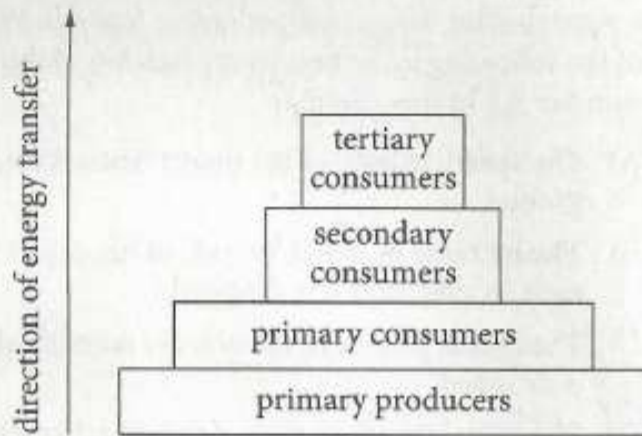 direction of energy transfer
tertiary
consumers
secondary
consumers
primary consumers
primary producers